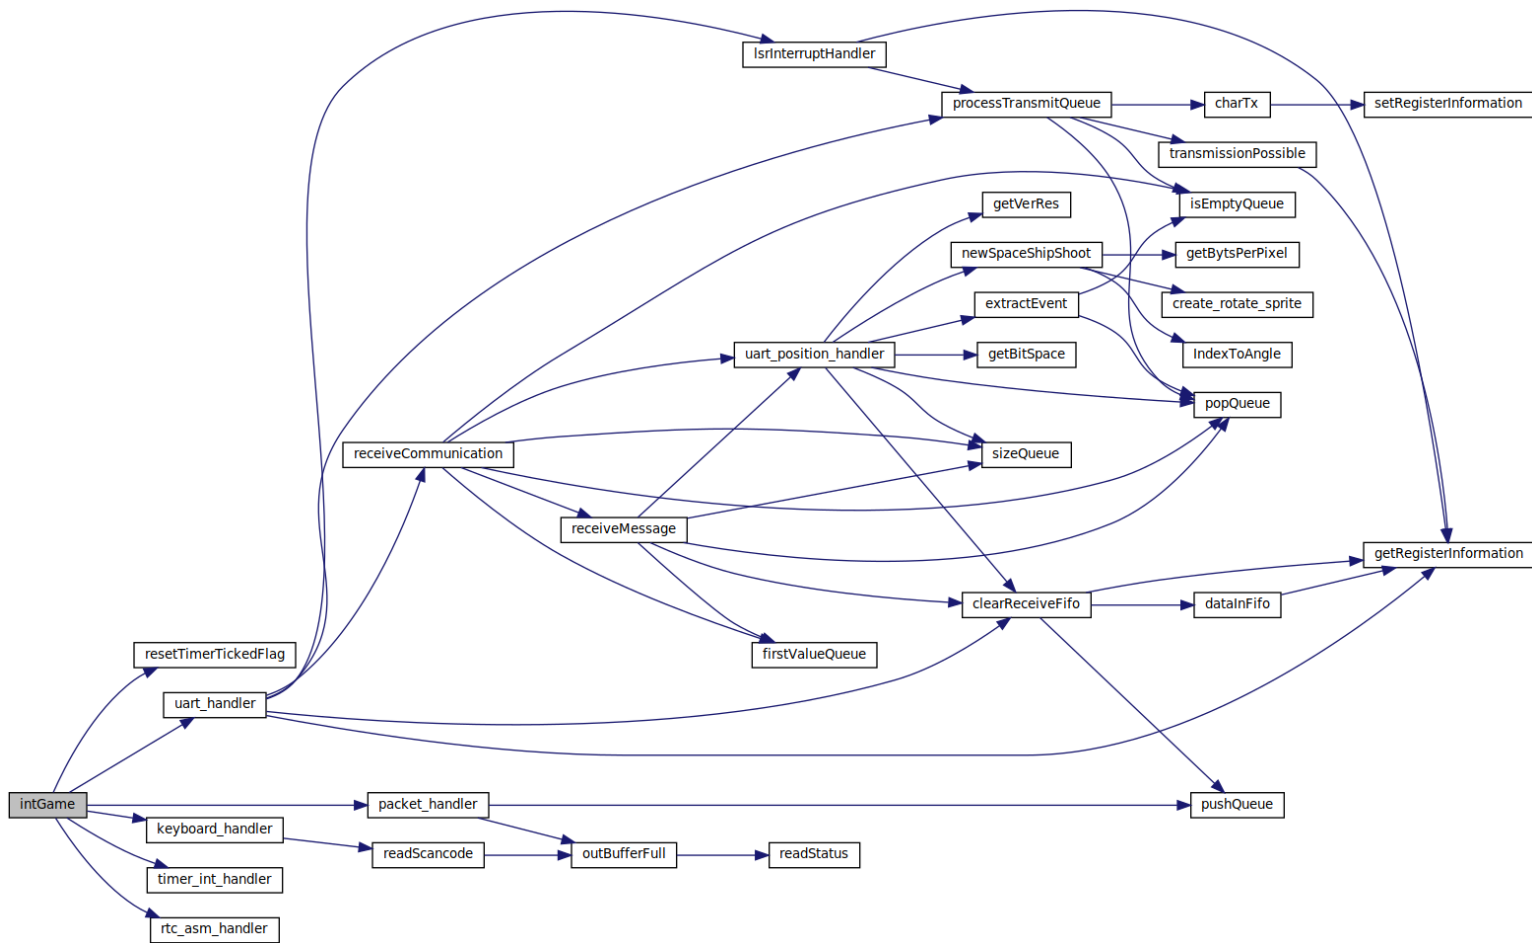 lsrInterruptHandler
processTransmitQueue
charTx
setRegisterInformation
transmissionPossible
getVerRes
isEmptyQueue
newSpaceShipShoot
getBytsPerPixel
extractEvent
create_rotate_sprite
uart_position_handler
getBitSpace
IndexToAngle
popQueue
receiveCommunication
sizeQueue
receiveMessage
getRegisterInformation
clearReceiveFifo
dataInFifo
resetTimerTickedFlag
firstValueQueue
uart_handler
intGame
packet_handler
pushQueue
keyboard_handler
readScancode
outBufferFull
readStatus
timer_int_handler
rtc_asm_handler